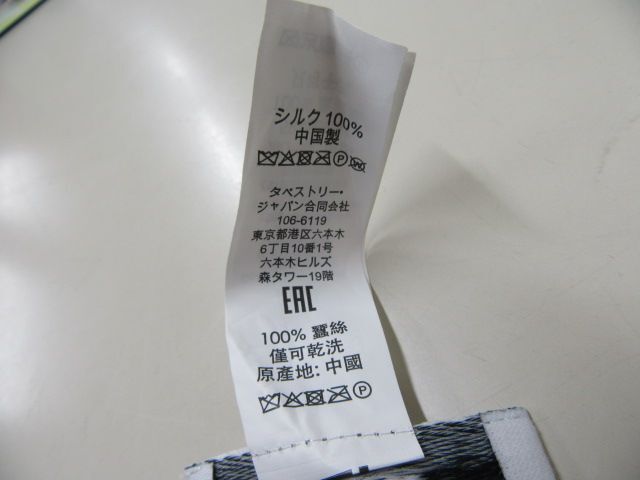 シルク 100%
中国製
タペストリー・
ジャパン合同会社
106-6119
東京都港区六本木
6丁目10番1号
六本木ヒルズ
森タワー19階
EAC
100% 蠶絲
僅可乾洗
原產地: 中國